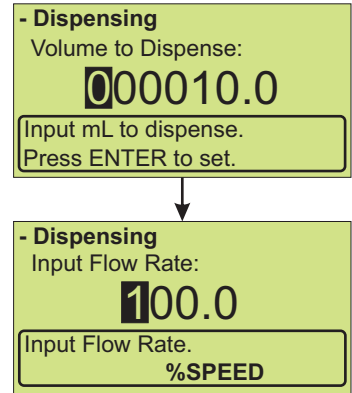 - Dispensing
Volume to Dispense:
000010.0
Input mL to dispense.
Press ENTER to set.
- Dispensing
Input Flow Rate:
100.0
Input Flow Rate.
%SPEED